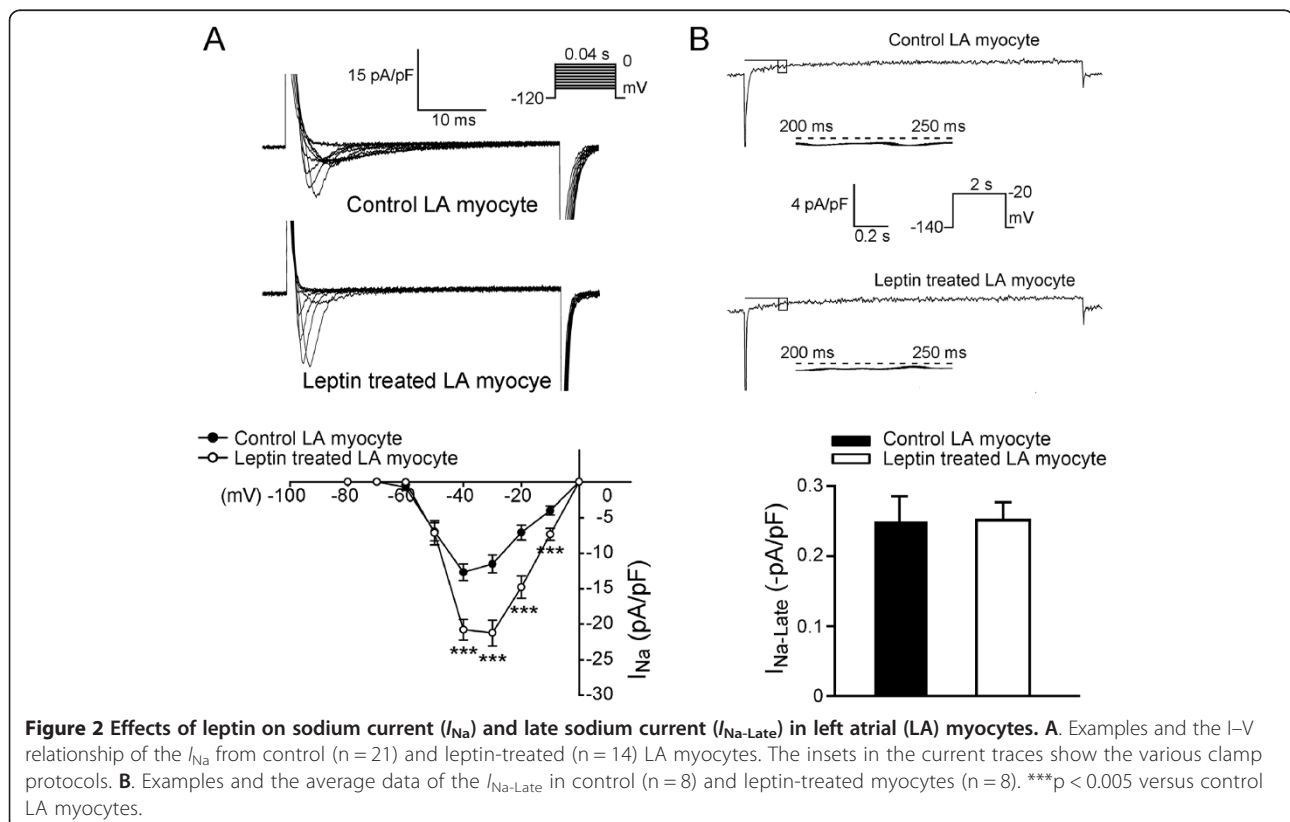 A
15 pA/pF
10 ms
0.04 s
0
mV
-120
Control LA myocyte
Leptin treated LA myocye
Control LA myocyte
Leptin treated LA myocyte
(mV) -100 -80 -60 -40 -20 0
-5
-10
-15
-20
-25
-30
INa (pA/pF)
***
***
***
***
B
Control LA myocyte
200 ms 250 ms
4 pA/pF
0.2 s
2 s
-20
mV
-140
Leptin treated LA myocyte
200 ms 250 ms
Control LA myocyte
Leptin treated LA myocyte
INa-Late (-pA/pF)
0.3
0.2
0.1
0
Figure 2 Effects of leptin on sodium current (INa) and late sodium current (INa-Late) in left atrial (LA) myocytes. A. Examples and the I–V
relationship of the INa from control (n = 21) and leptin-treated (n = 14) LA myocytes. The insets in the current traces show the various clamp
protocols. B. Examples and the average data of the INa-Late in control (n = 8) and leptin-treated myocytes (n = 8). ***p < 0.005 versus control
LA myocytes.